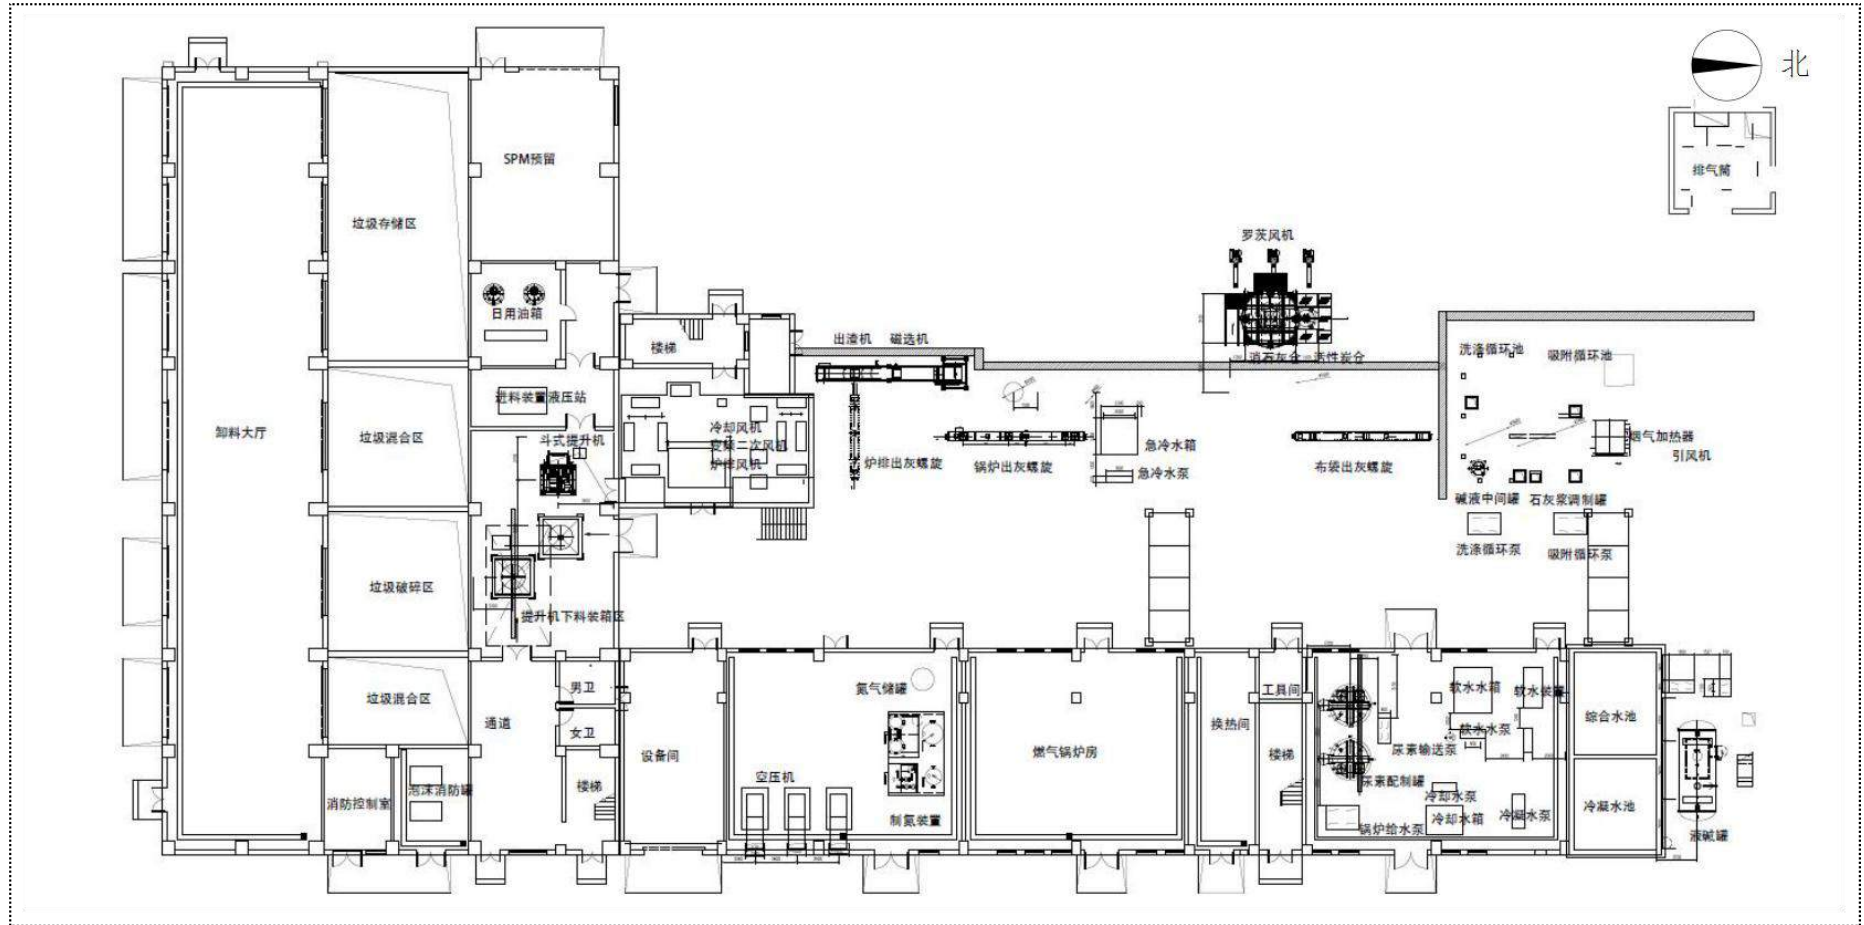 北
排气筒
SPM预留
垃圾存储区
罗茨风机
日用油箱
楼梯
出渣机
磁选机
消石灰仓
活性炭仓
洗涤循环池
吸附循环池
进料装置液压站
卸料大厅
垃圾混合区
斗式提升机
冷却风机
变频二次风机
炉排风机
炉排出灰螺旋
锅炉出灰螺旋
急冷水箱
急冷水泵
布袋出灰螺旋
烟气加热器
引风机
碱液中间罐
石灰浆调制罐
洗涤循环泵
吸附循环泵
垃圾破碎区
提升机下料装箱区
垃圾混合区
通道
男卫
女卫
楼梯
设备间
氮气储罐
空压机
制氮装置
燃气锅炉房
换热间
工具间
楼梯
软水水箱
软水装置
软水水泵
尿素输送泵
尿素配制罐
冷却水泵
冷却水箱
冷凝水泵
锅炉给水泵
综合水池
冷凝水池
液碱罐
消防控制室
泡沫消防罐